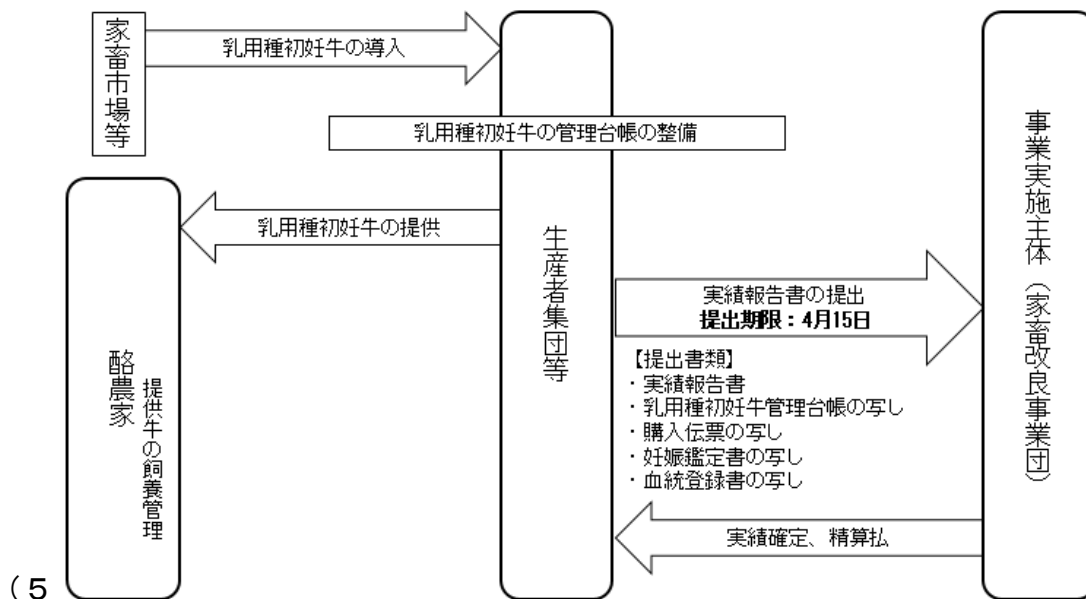 家畜市場等
乳用種初妊牛の導入
乳用種初妊牛の管理台帳の整備
乳用種初妊牛の提供
酪農家
提供牛の飼養管理
生産者集団等
実績報告書の提出
提出期限：4月15日
【提出書類】
・実績報告書
・乳用種初妊牛管理台帳の写し
・購入伝票の写し
・妊娠鑑定書の写し
・血統登録書の写し
実績確定、精算払
事業実施主体（家畜改良事業団）
（５